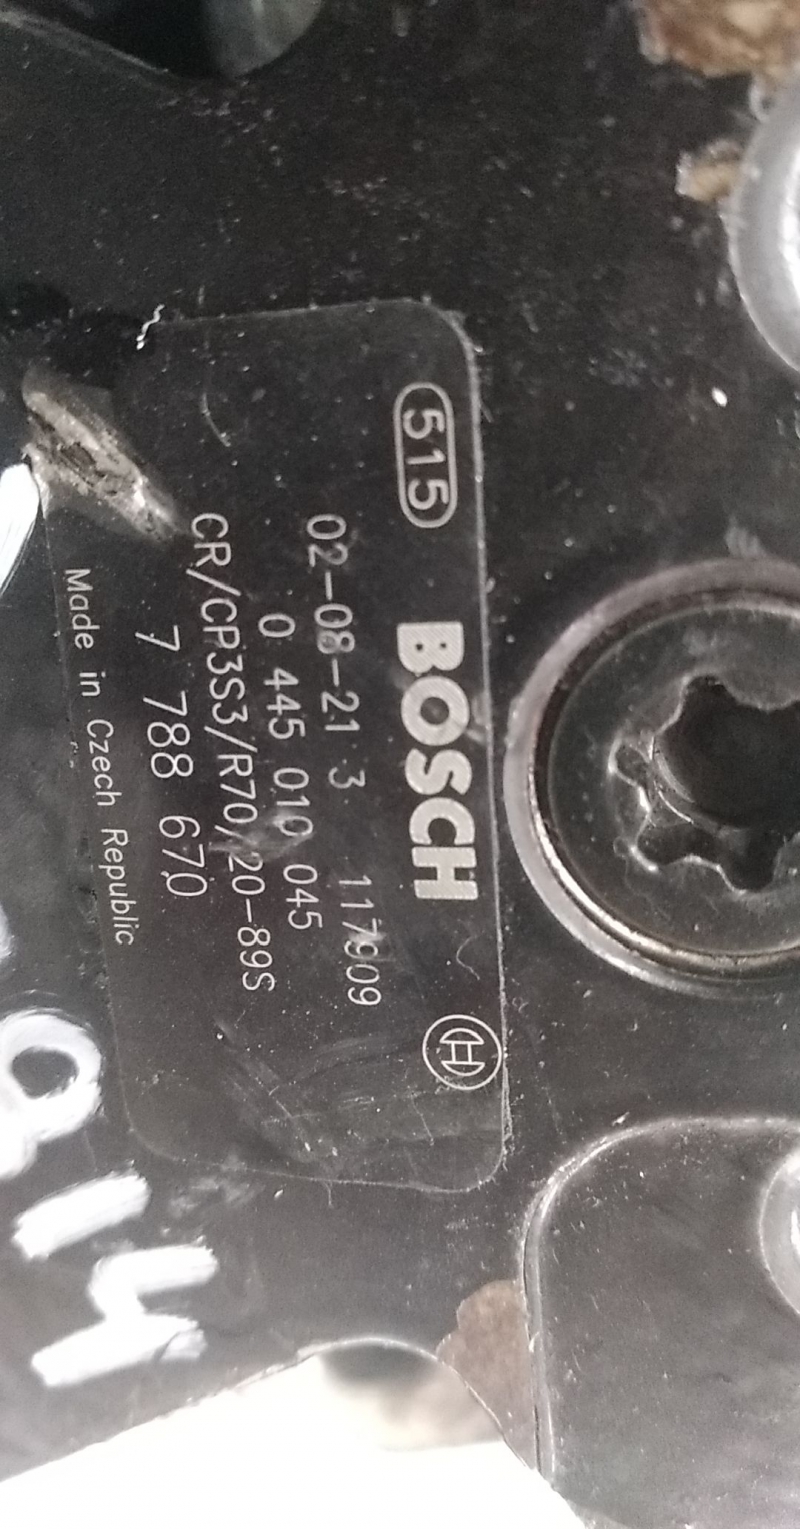 515 BOSCH
02-08-21 3 117909
0 445 010 045
CR/CP3S3/R70/20-89S
7 788 670
Made in Czech Republic